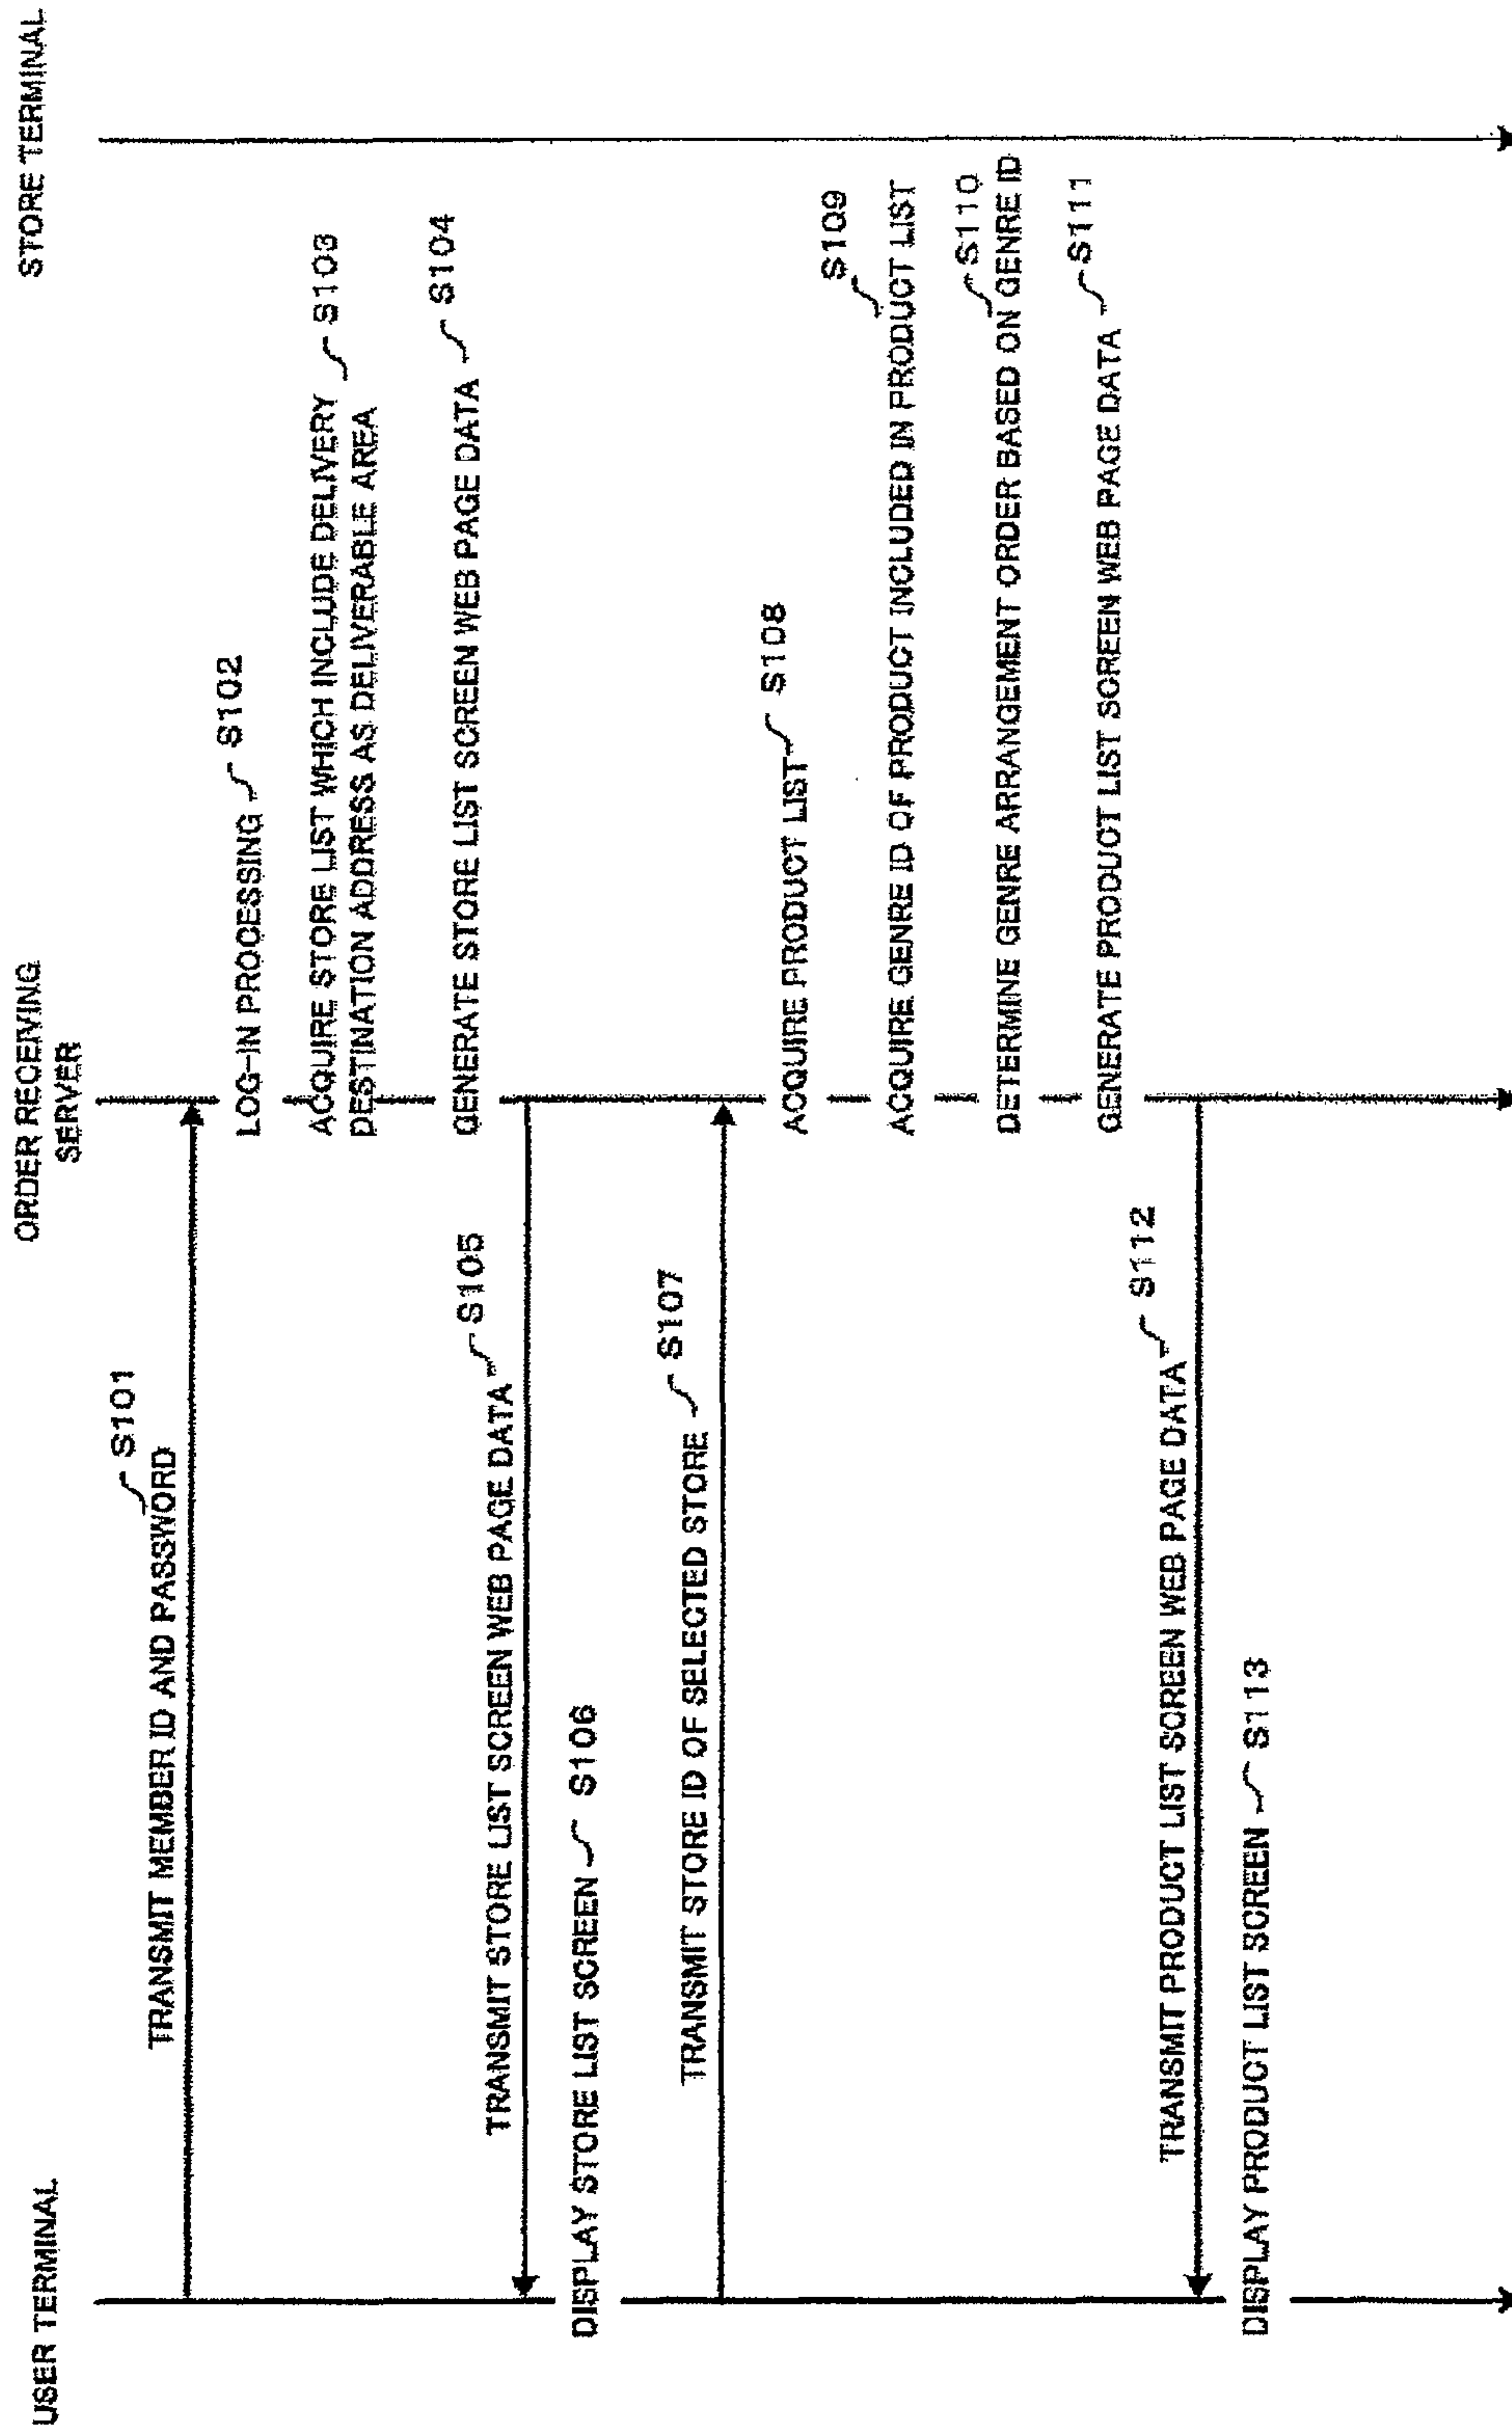 USER TERMINAL
ORDER RECEIVING
SERVER
STORE TERMINAL
S101
TRANSMIT MEMBER ID AND PASSWORD
LOG-IN PROCESSING S102
ACQUIRE STORE LIST WHICH INCLUDE DELIVERY S103
DESTINATION ADDRESS AS DELIVERABLE AREA
GENERATE STORE LIST SCREEN WEB PAGE DATA S104
TRANSMIT STORE LIST SCREEN WEB PAGE DATA S105
DISPLAY STORE LIST SCREEN S106
TRANSMIT STORE ID OF SELECTED STORE S107
ACQUIRE PRODUCT LIST S108
S109
ACQUIRE GENRE ID OF PRODUCT INCLUDED IN PRODUCT LIST
S110
DETERMINE GENRE ARRANGEMENT ORDER BASED ON GENRE ID
GENERATE PRODUCT LIST SCREEN WEB PAGE DATA S111
TRANSMIT PRODUCT LIST SCREEN WEB PAGE DATA S112
DISPLAY PRODUCT LIST SCREEN S113